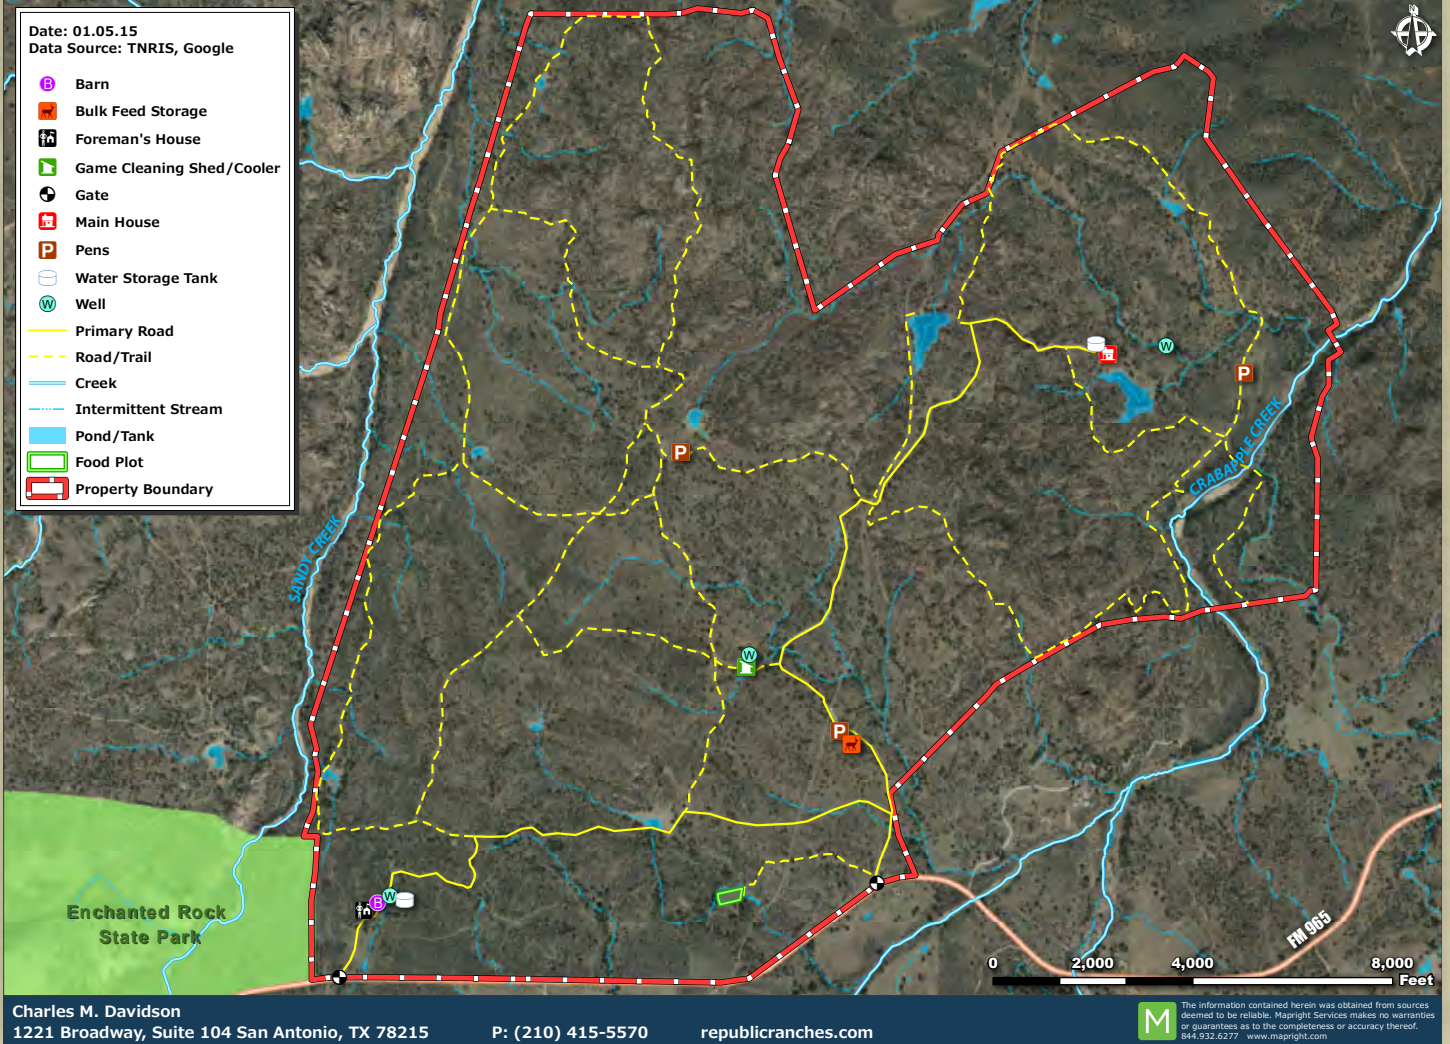 Date: 01.05.15
Data Source: TNRIS, Google
B Barn
Bulk Feed Storage
Foreman's House
Game Cleaning Shed/Cooler
Gate
Main House
P Pens
Water Storage Tank
W Well
Primary Road
Road/Trail
Creek
Intermittent Stream
Pond/Tank
Food Plot
Property Boundary
W
P
P
CRABAPPLE CREEK
SANDY CREEK
W
P
W
B
Enchanted Rock
State Park
FM 965
0 2,000 4,000 8,000
Feet
Charles M. Davidson
1221 Broadway, Suite 104 San Antonio, TX 78215 P: (210) 415-5570 republicranches.com
M
The information contained herein was obtained from sources
deemed to be reliable. Mapright Services makes no warranties
or guarantees as to the completeness or accuracy thereof.
844.932.6277 www.mapright.com